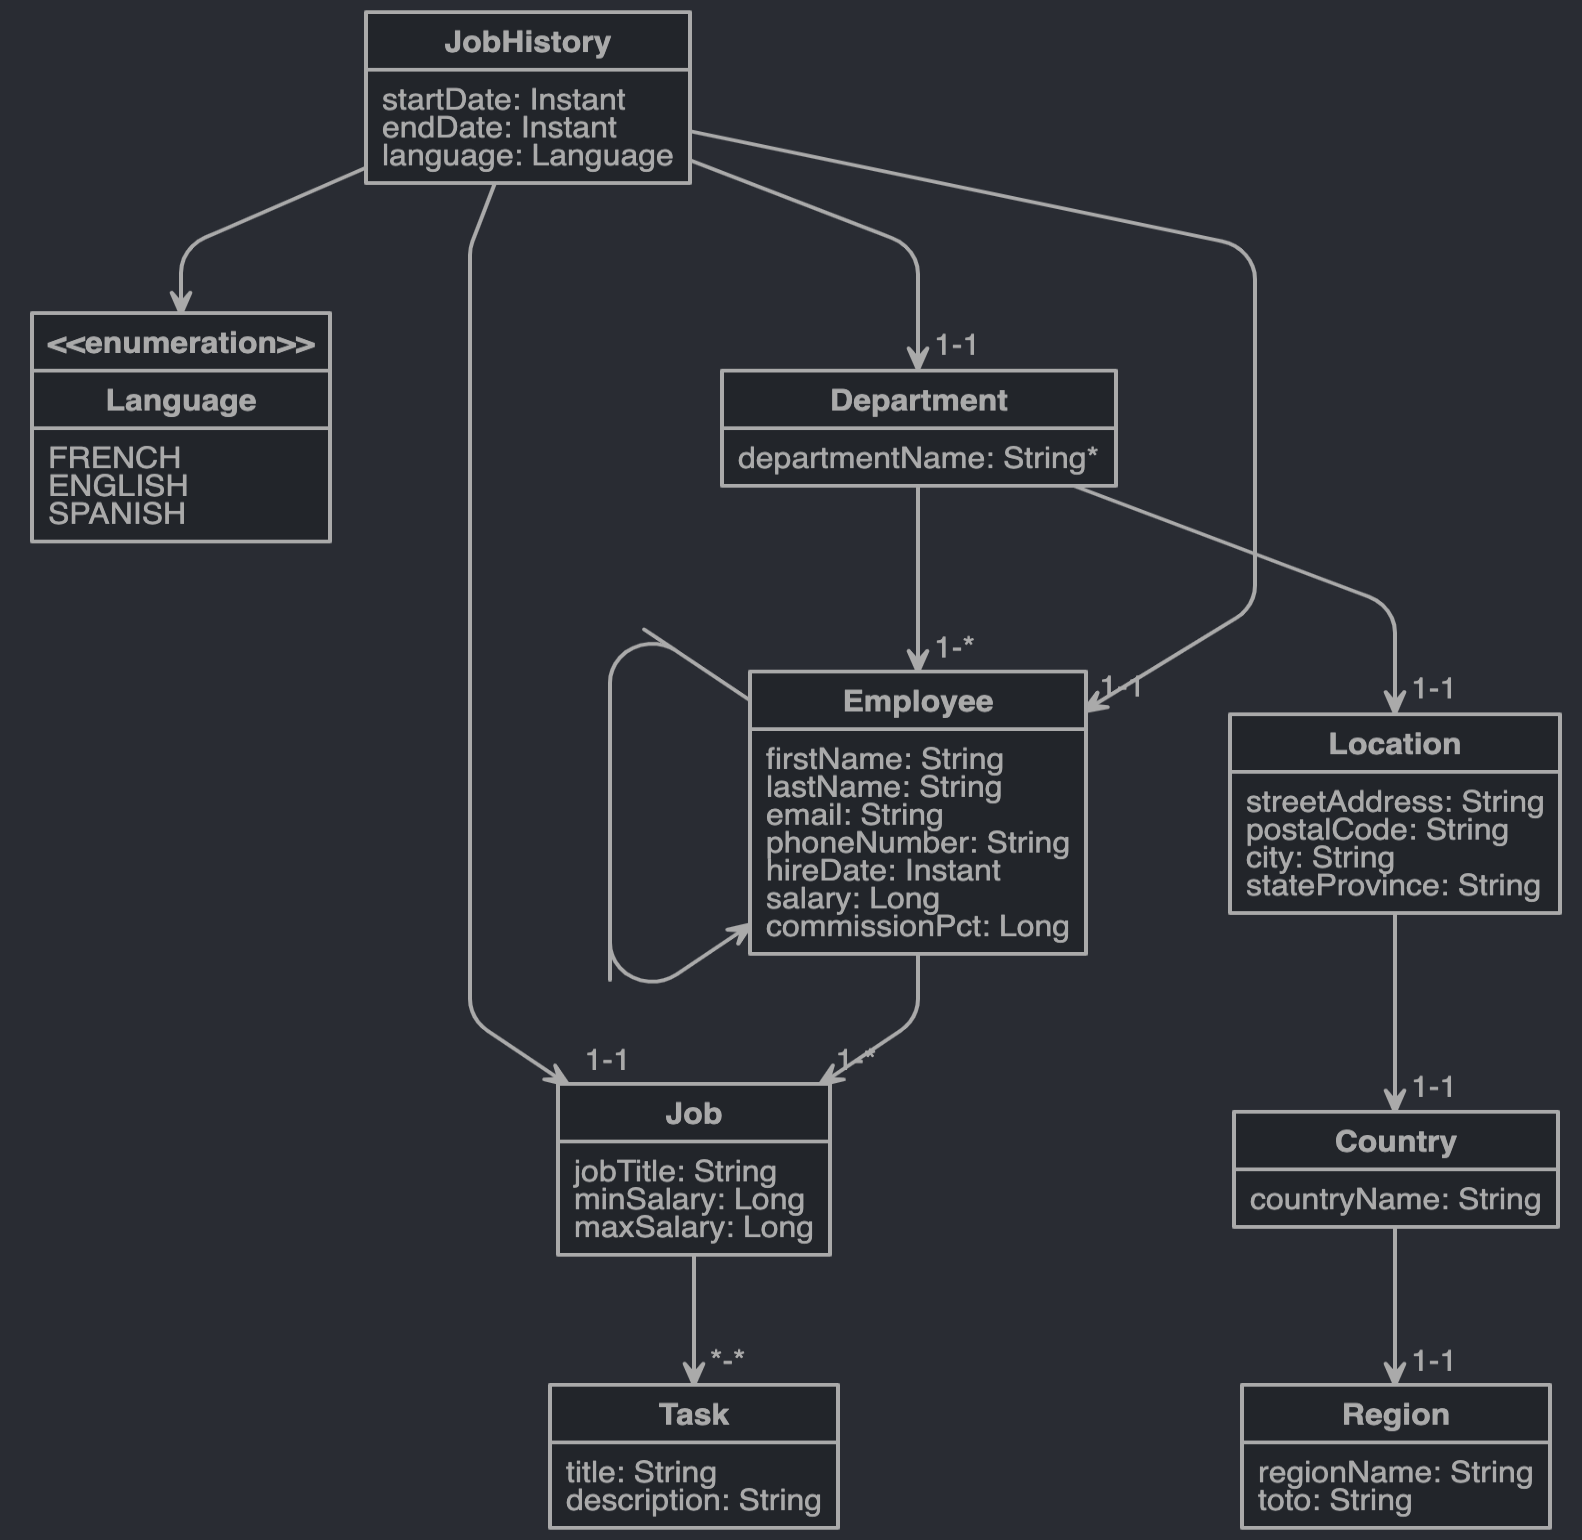 JobHistory
startDate: Instant
endDate: Instant
language: Language
<<enumeration>>
Language
FRENCH
ENGLISH
SPANISH
1-1
Department
departmentName: String*
1-*
1-1
Employee
firstName: String
lastName: String
email: String
phoneNumber: String
hireDate: Instant
salary: Long
commissionPct: Long
1-1
Location
streetAddress: String
postalCode: String
city: String
stateProvince: String
1-1
1-*
Job
jobTitle: String
minSalary: Long
maxSalary: Long
1-1
Country
countryName: String
*-*
Task
title: String
description: String
1-1
Region
regionName: String
toto: String